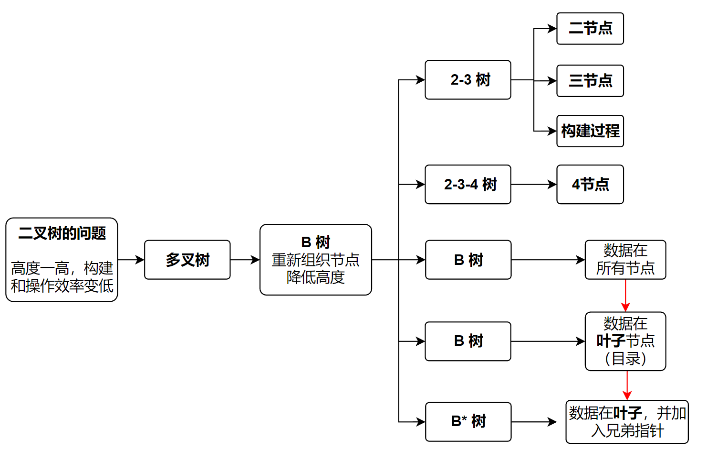 二叉树的问题
高度一高，构建
和操作效率变低
多叉树
B 树
重新组织节点
降低高度
2-3 树
二节点
三节点
构建过程
2-3-4 树
4节点
B 树
数据在
所有节点
B 树
数据在
叶子节点
（目录）
B* 树
数据在叶子，并加
入兄弟指针